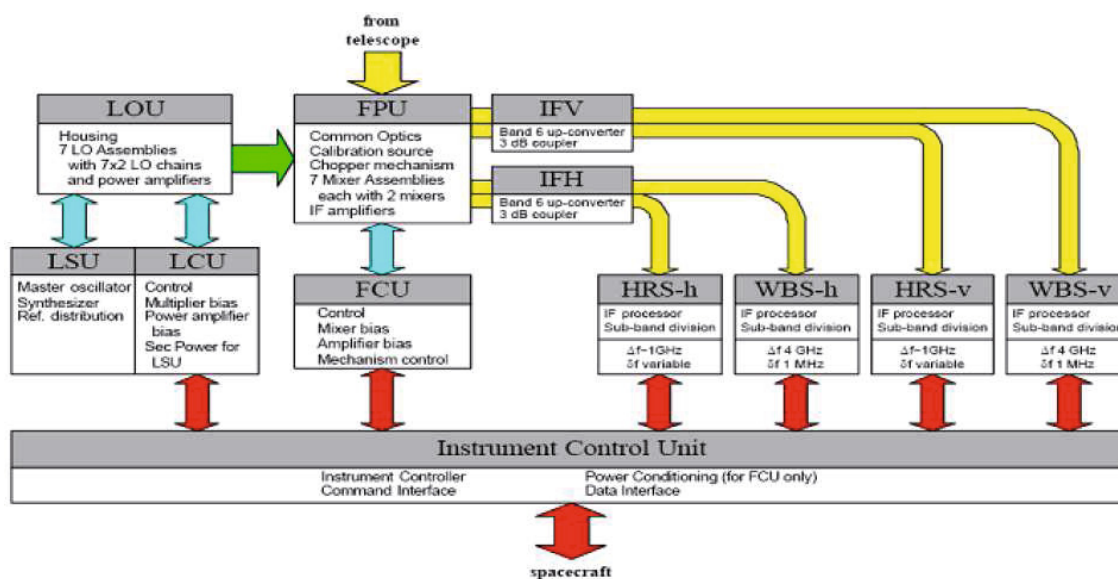 from
telescope
LOU
Housing
7 LO Assemblies
with 7x2 LO chains
and power amplifiers
FPU
Common Optics
Calibration source
Chopper mechanism
7 Mixer Assemblies
each with 2 mixers
IF amplifiers
IFV
Band 6 up-converter
3 dB coupler
IFH
Band 6 up-converter
3 dB coupler
LSU
Master oscillator
Synthesizer
Ref. distribution
LCU
Control
Multiplier bias
Power amplifier
bias
Sec Power for
LSU
FCU
Control
Mixer bias
Amplifier bias
Mechanism control
HRS-h
IF processor
Sub-band division
Δf~1GHz
δf variable
WBS-h
IF processor
Sub-band division
Δf 4 GHz
δf 1 MHz
HRS-v
IF processor
Sub-band division
Δf~1GHz
δf variable
WBS-v
IF processor
Sub-band division
Δf 4 GHz
δf 1 MHz
Instrument Control Unit
Instrument Controller
Command Interface
Power Conditioning (for FCU only)
Data Interface
spacecraft